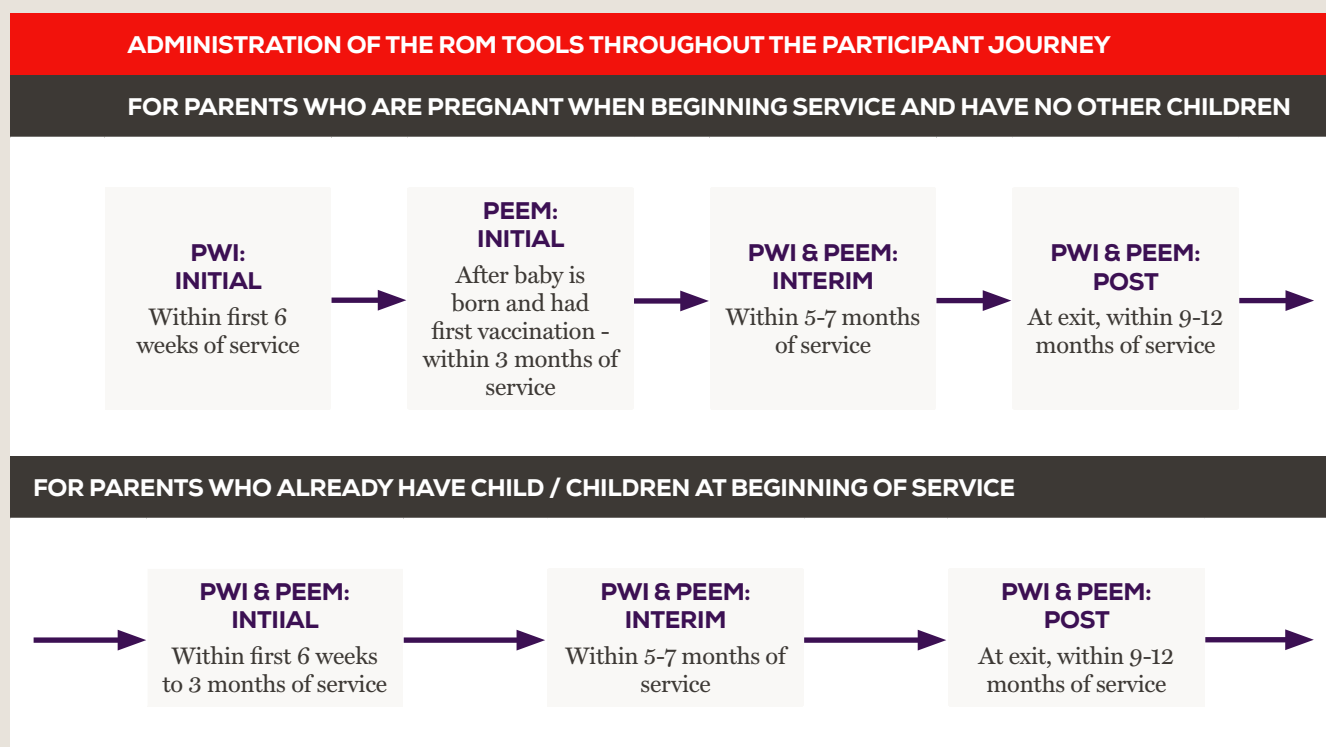 ADMINISTRATION OF THE ROM TOOLS THROUGHOUT THE PARTICIPANT JOURNEY
FOR PARENTS WHO ARE PREGNANT WHEN BEGINNING SERVICE AND HAVE NO OTHER CHILDREN
PWI:
INITIAL
Within first 6
weeks of service
PEEM:
INITIAL
After baby is
born and had
first vaccination -
within 3 months of
service
PWI & PEEM:
INTERIM
Within 5-7 months
of service
PWI & PEEM:
POST
At exit, within 9-12
months of service
FOR PARENTS WHO ALREADY HAVE CHILD / CHILDREN AT BEGINNING OF SERVICE
PWI & PEEM:
INTIIAL
Within first 6 weeks
to 3 months of service
PWI & PEEM:
INTERIM
Within 5-7 months of
service
PWI & PEEM:
POST
At exit, within 9-12
months of service